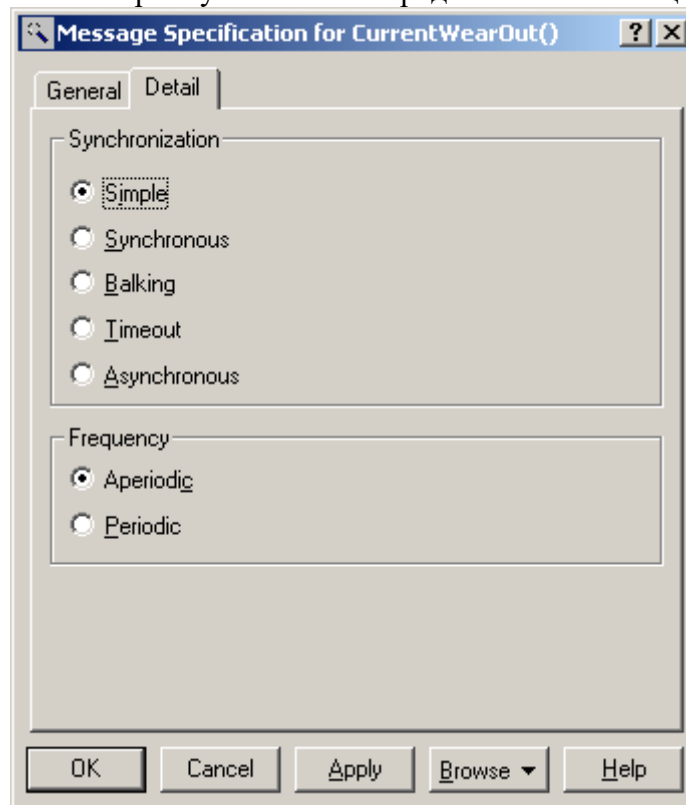 Message Specification for CurrentWearOut()
General Detail
Synchronization
Simple
Synchronous
Balking
Timeout
Asynchronous
Frequency
Aperiodic
Periodic
OK Cancel Apply Browse Help